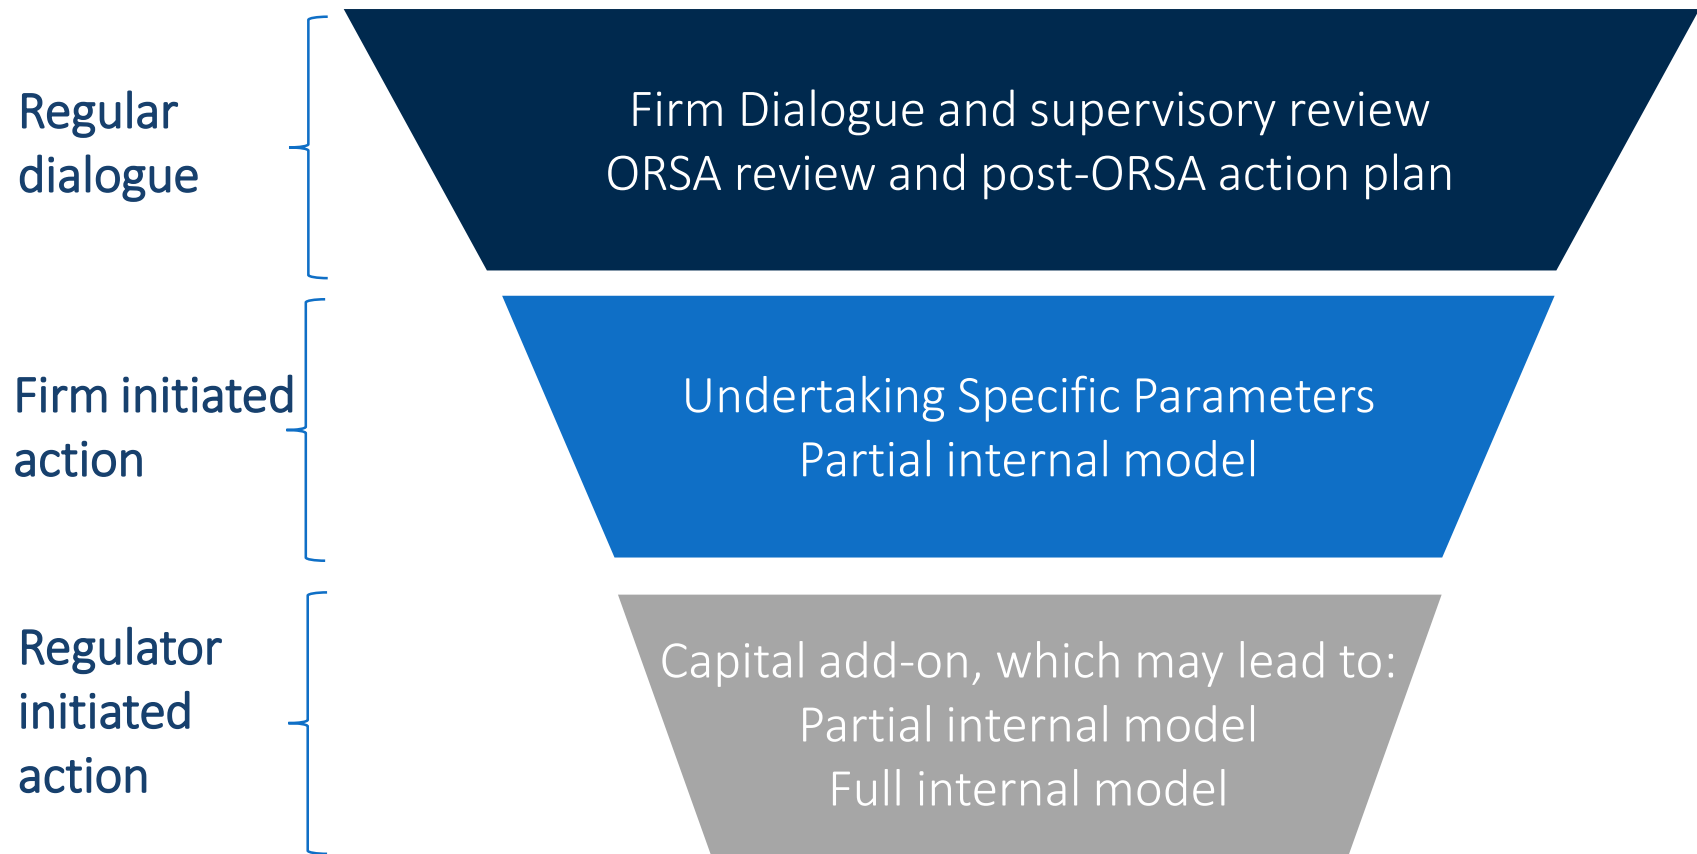 Regular
dialogue
Firm Dialogue and supervisory review
ORSA review and post-ORSA action plan
Firm initiated
action
Undertaking Specific Parameters
Partial internal model
Regulator
initiated
action
Capital add-on, which may lead to:
Partial internal model
Full internal model